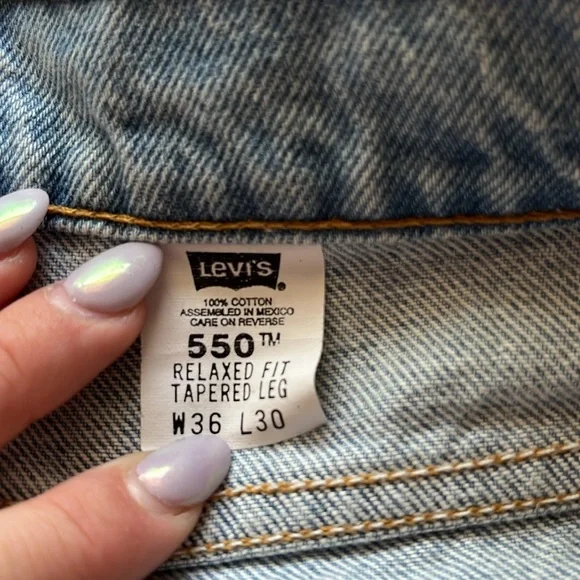 Levi's
100% COTTON
ASSEMBLED IN MEXICO
CARE ON REVERSE
550™
RELAXED FIT
TAPERED LEG
W36 L30